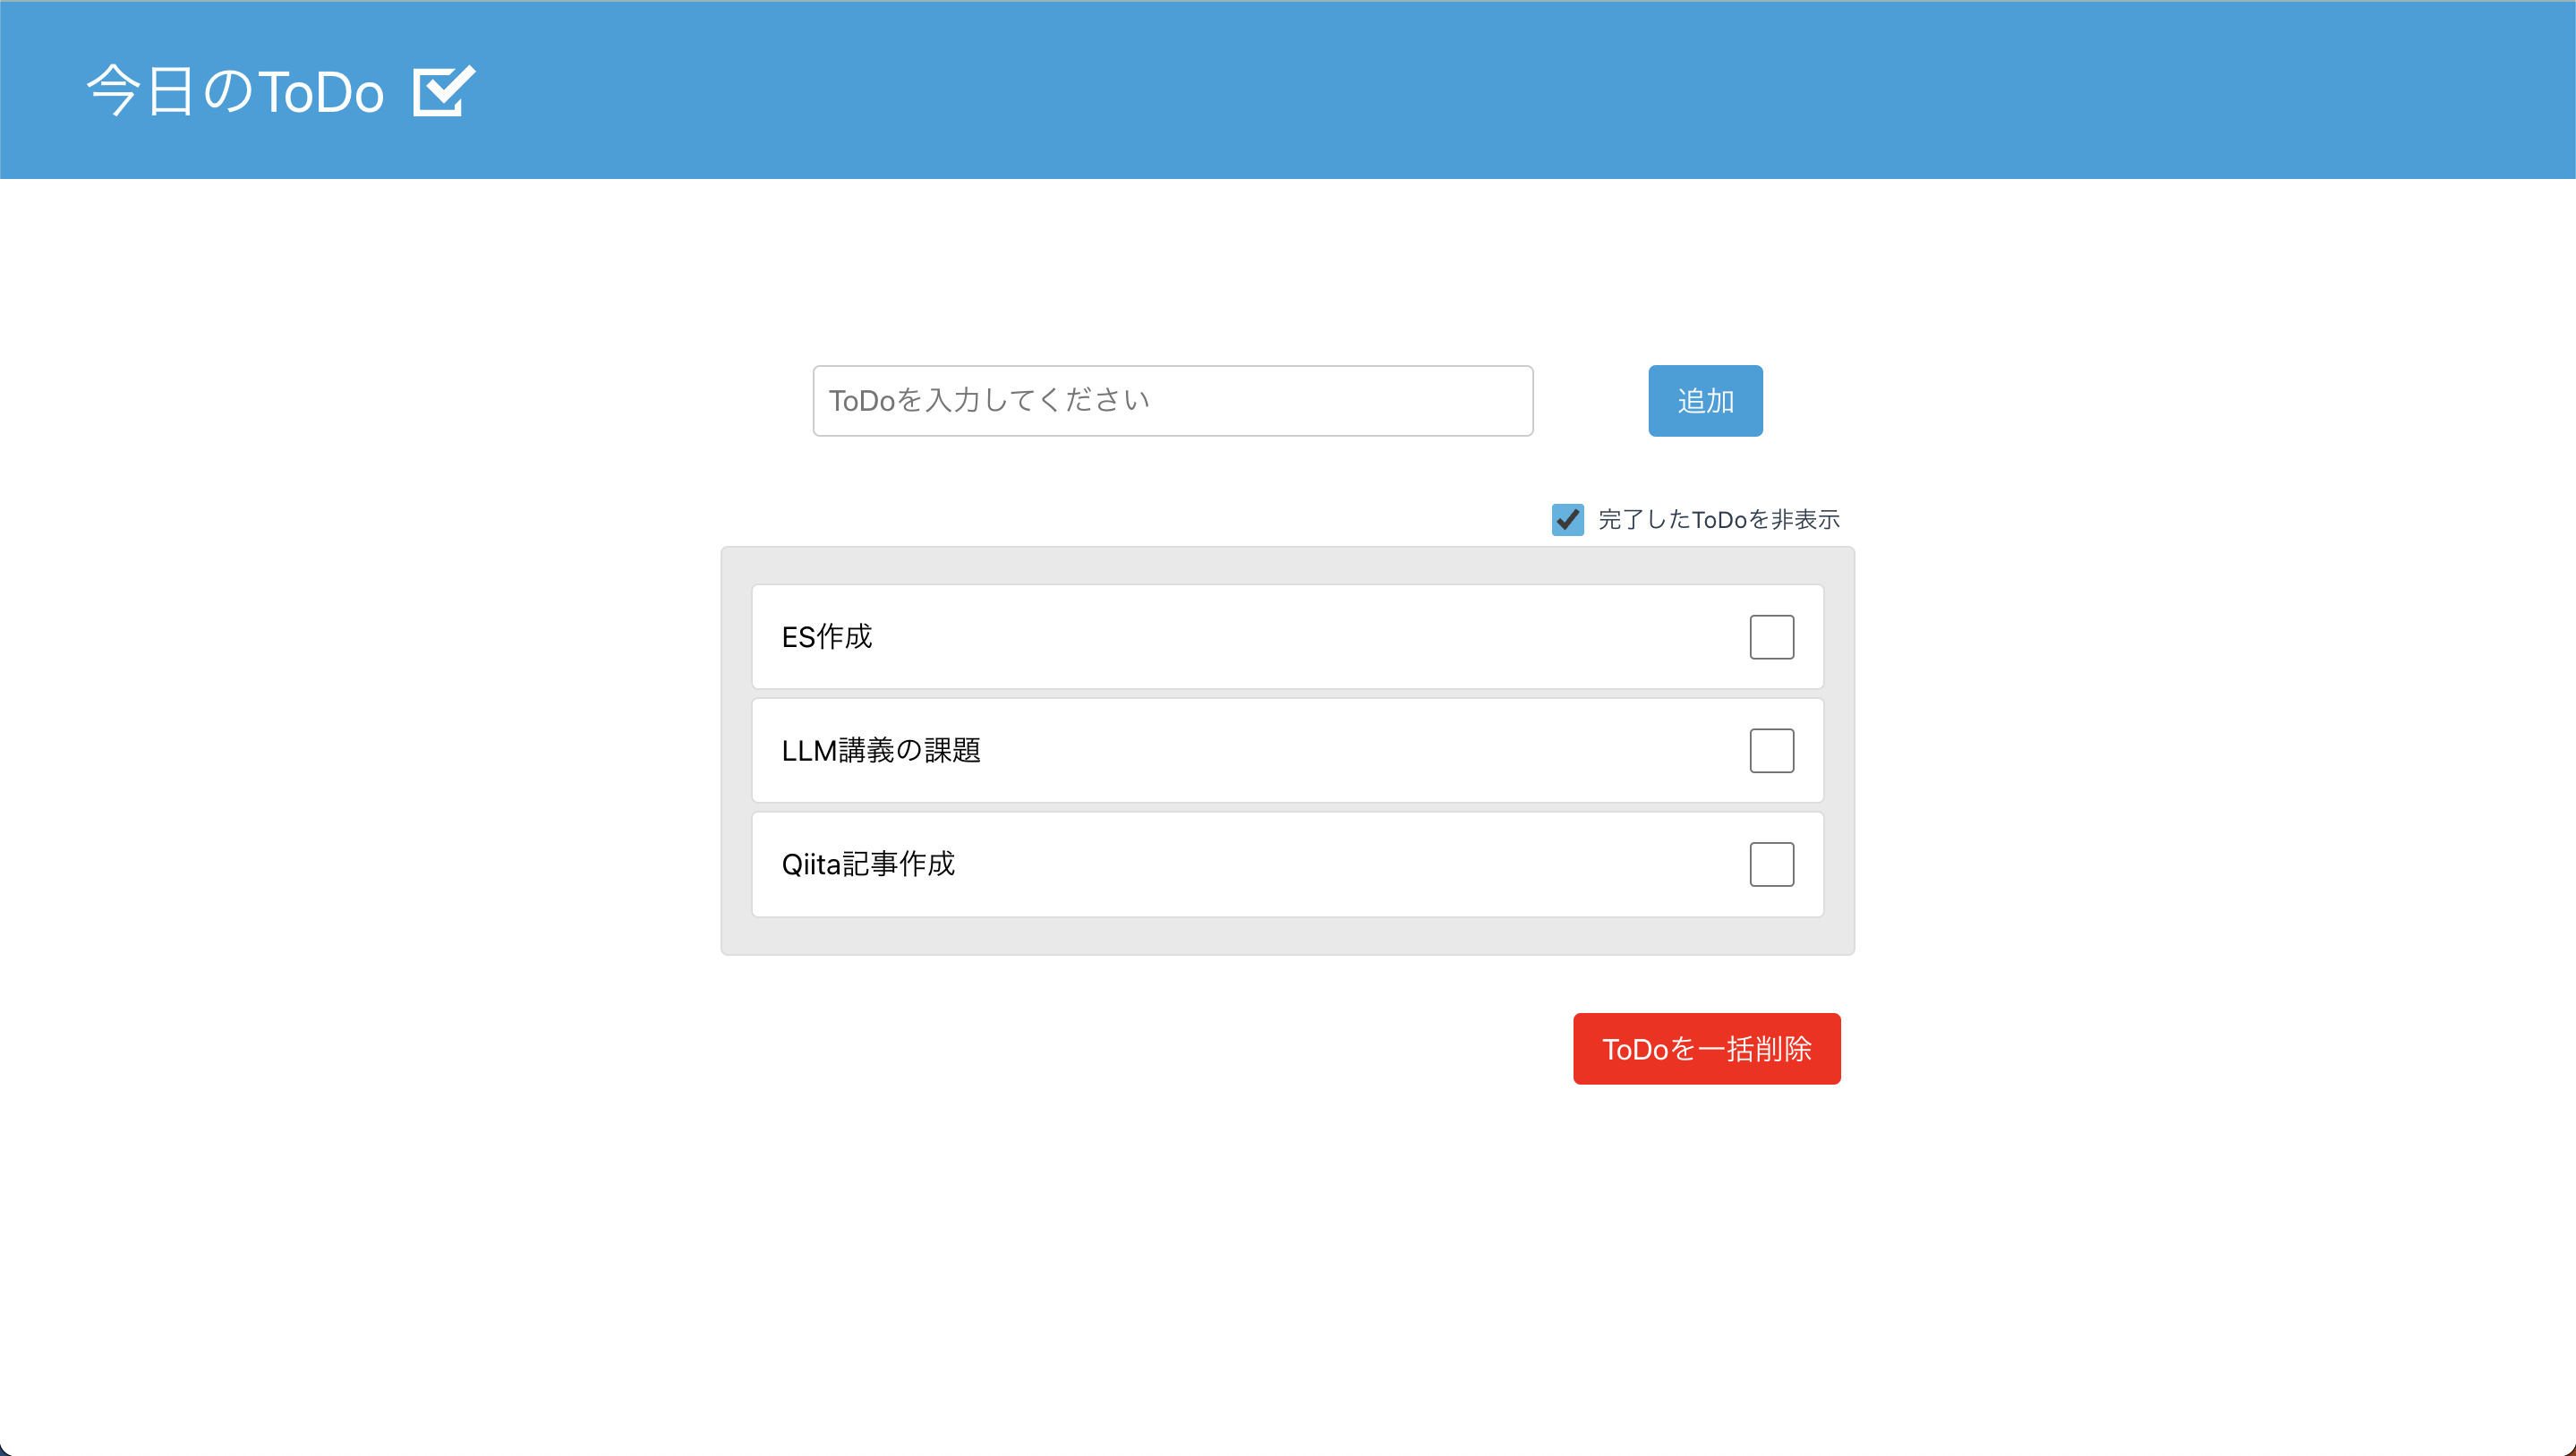 今日のToDo
ToDoを入力してください
追加
完了したToDoを非表示
ES作成
LLM講義の課題
Qiita記事作成
ToDoを一括削除